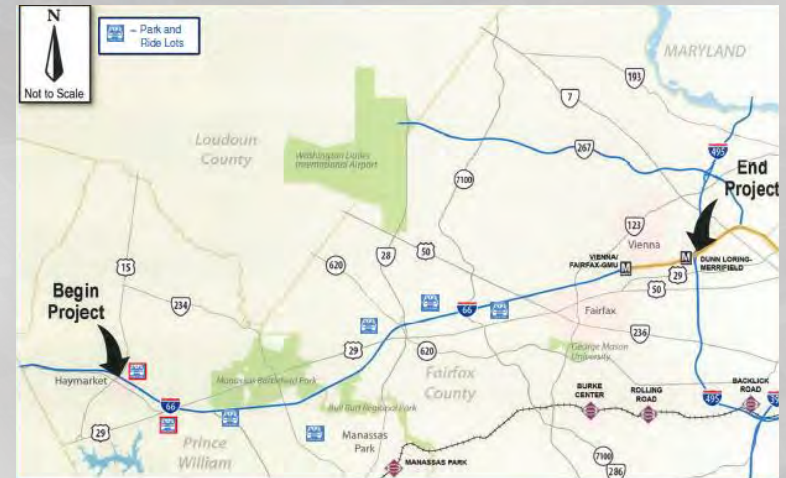 N
Not to Scale
– Park and
Ride Lots
MARYLAND
193
7
Loudoun
County
Washington Dulles
International Airport
267
495
End
Project
7100
123
Vienna
15
620
28
50
VIENNA/
FAIRFAX-GMU
M
M
DUNN LORING-
MERRIFIELD
29
50
Begin
Project
234
66
Fairfax
29
620
236
George Mason
University
Haymarket
Manassas Battlefield Park
Fairfax
County
66
Bull Run Regional Park
BURKE
CENTER
ROLLING
ROAD
BACKLICK
ROAD
495
29
Prince
William
Manassas
Park
MANASSAS PARK
7100
286